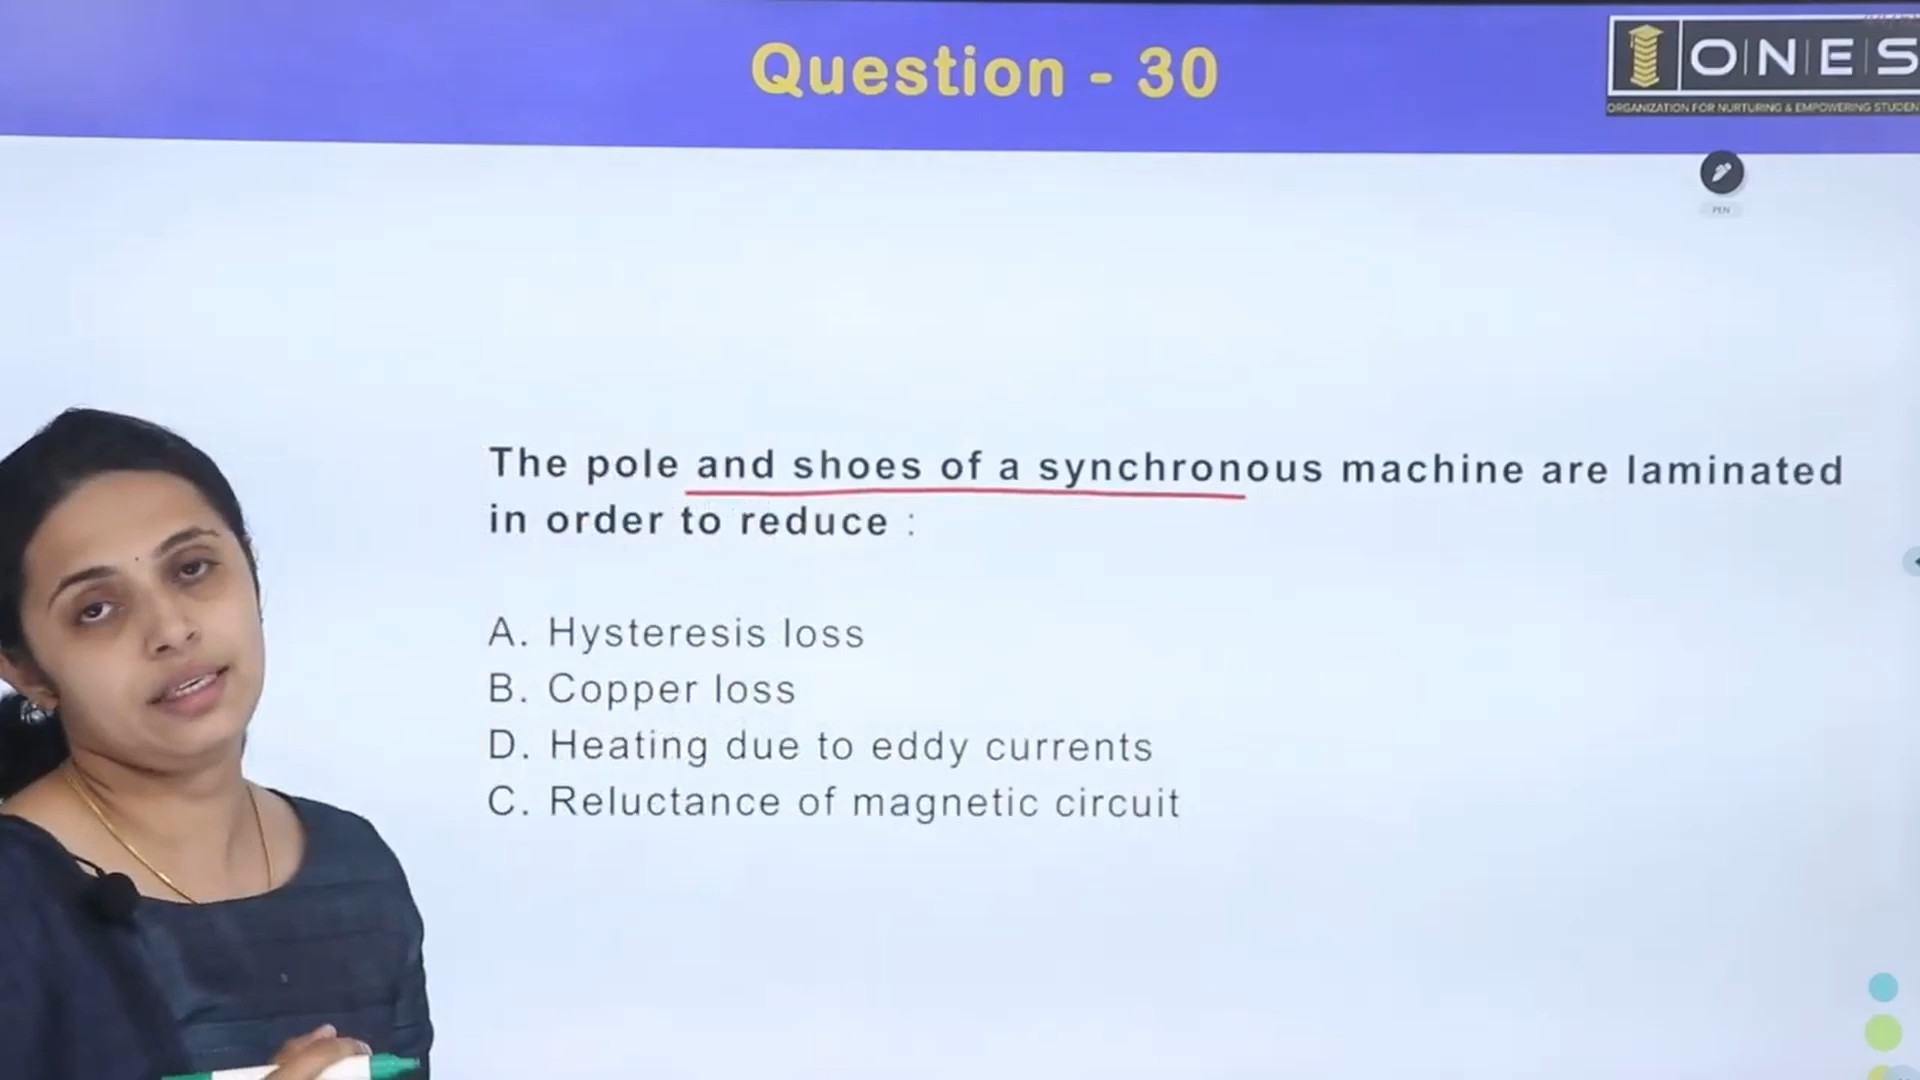 Question - 30
ONES
ORGANIZATION FOR NURTURING & EMPOWERING STUDEN
PEN
The pole and shoes of a synchronous machine are laminated
in order to reduce :
A. Hysteresis loss
B. Copper loss
D. Heating due to eddy currents
C. Reluctance of magnetic circuit